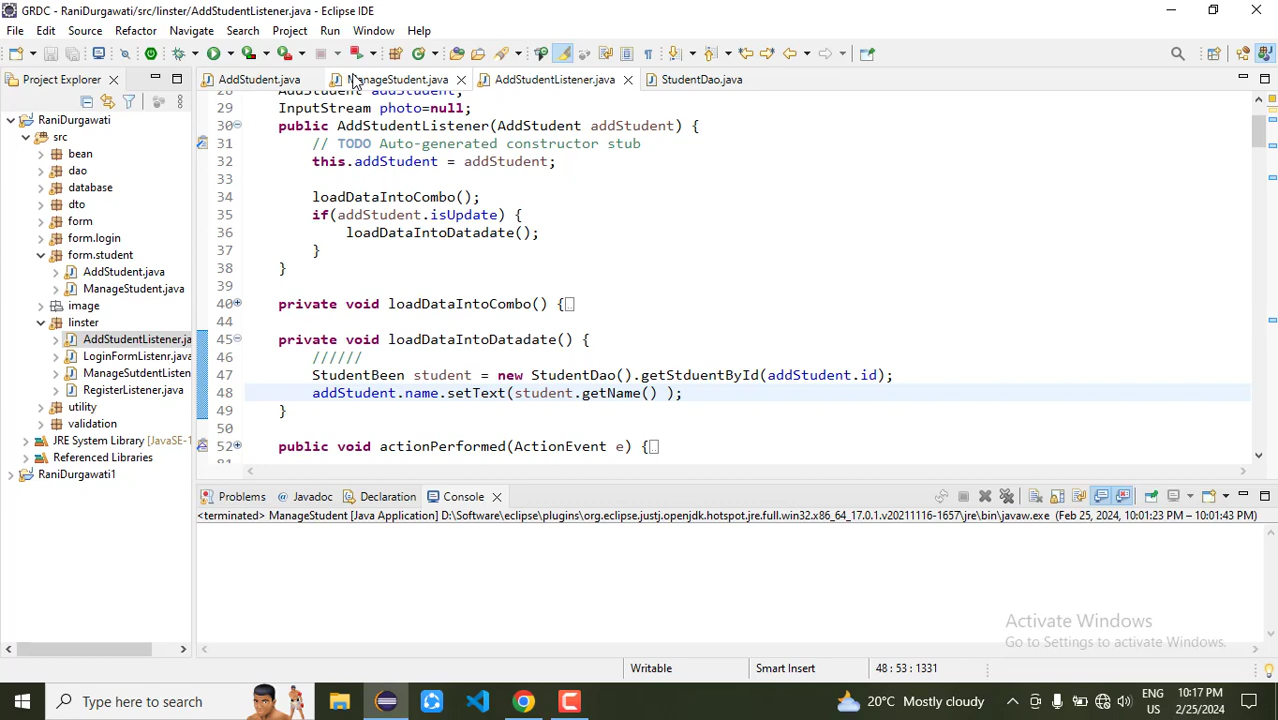 GRDC - RaniDurgawati/src/linster/AddStudentListener.java - Eclipse IDE
File Edit Source Refactor Navigate Search Project Run Window Help
Project Explorer
AddStudent.java
ManageStudent.java
AddStudentListener.java
StudentDao.java
RaniDurgawati
src
bean
dao
database
dto
form
form.login
form.student
AddStudent.java
ManageStudent.java
image
linster
AddStudentListener.ja
LoginFormListenr.java
ManageSutdentListen
RegisterListener.java
utility
validation
JRE System Library [JavaSE-1
Referenced Libraries
RaniDurgawati1
28 AddStudent addStudent;
29 InputStream photo=null;
30 public AddStudentListener(AddStudent addStudent) {
31 // TODO Auto-generated constructor stub
32 this.addStudent = addStudent;
33
34 loadDataIntoCombo();
35 if(addStudent.isUpdate) {
36 loadDataIntoDatadate();
37 }
38 }
39
40 private void loadDataIntoCombo() {
44
45 private void loadDataIntoDatadate() {
46 //////
47 StudentBeen student = new StudentDao().getStduentById(addStudent.id);
48 addStudent.name.setText(student.getName() );
49 }
50
52 public void actionPerformed(ActionEvent e) {
81
Problems Javadoc Declaration Console
<terminated> ManageStudent [Java Application] D:\Software\eclipse\plugins\org.eclipse.justj.openjdk.hotspot.jre.full.win32.x86_64_17.0.1.v20211116-1657\jre\bin\javaw.exe (Feb 25, 2024, 10:01:23 PM – 10:01:43 PM)
Activate Windows
Go to Settings to activate Windows.
Writable
Smart Insert
48 : 53 : 1331
Type here to search
20°C Mostly cloudy
ENG
US
10:17 PM
2/25/2024